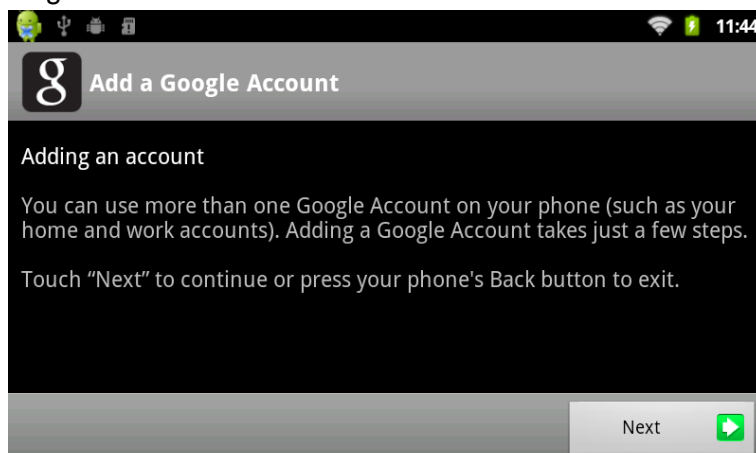 11:44
g Add a Google Account
Adding an account
You can use more than one Google Account on your phone (such as your
home and work accounts). Adding a Google Account takes just a few steps.
Touch “Next” to continue or press your phone's Back button to exit.
Next